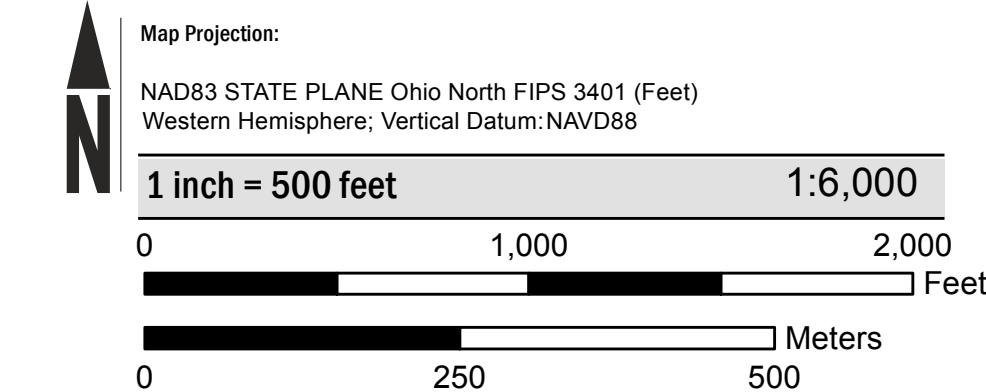 N
Map Projection:
NAD83 STATE PLANE Ohio North FIPS 3401 (Feet)
Western Hemisphere; Vertical Datum:NAVD88
1 inch = 500 feet 1:6,000
0 1,000 2,000
Feet
Meters
0 250 500